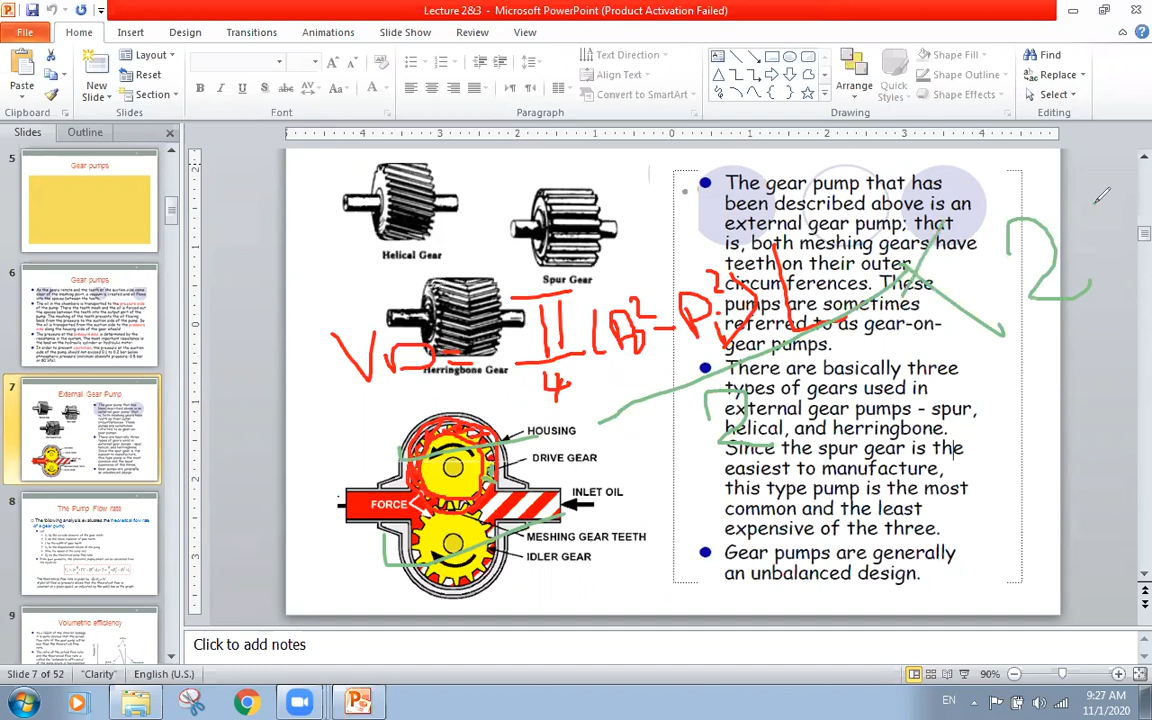 Lecture 2&3 - Microsoft PowerPoint (Product Activation Failed)
File Home Insert Design Transitions Animations Slide Show Review View
Layout
Reset
Section
Paste
New Slide
Clipboard
Slides
Font
Paragraph
Text Direction
Align Text
Convert to SmartArt
Drawing
Arrange
Quick Styles
Shape Fill
Shape Outline
Shape Effects
Find
Replace
Select
Editing
Slides Outline
5
Gear pumps
6
Gear pumps
7
External Gear Pump
8
The Pump Flow rate
9
Volumetric efficiency
Helical Gear
Spur Gear
Herringbone Gear
HOUSING
DRIVE GEAR
INLET OIL
FORCE
MESHING GEAR TEETH
IDLER GEAR
The gear pump that has
been described above is an
external gear pump; that
is, both meshing gears have
teeth on their outer
circumferences. These
pumps are sometimes
referred to as gear-on-
gear pumps.
There are basically three
types of gears used in
external gear pumps - spur,
helical, and herringbone.
Since the spur gear is the
easiest to manufacture,
this type pump is the most
common and the least
expensive of the three.
Gear pumps are generally
an unbalanced design.
2
2
Click to add notes
Slide 7 of 52 "Clarity" English (U.S.)
90%
EN
9:27 AM
11/1/2020